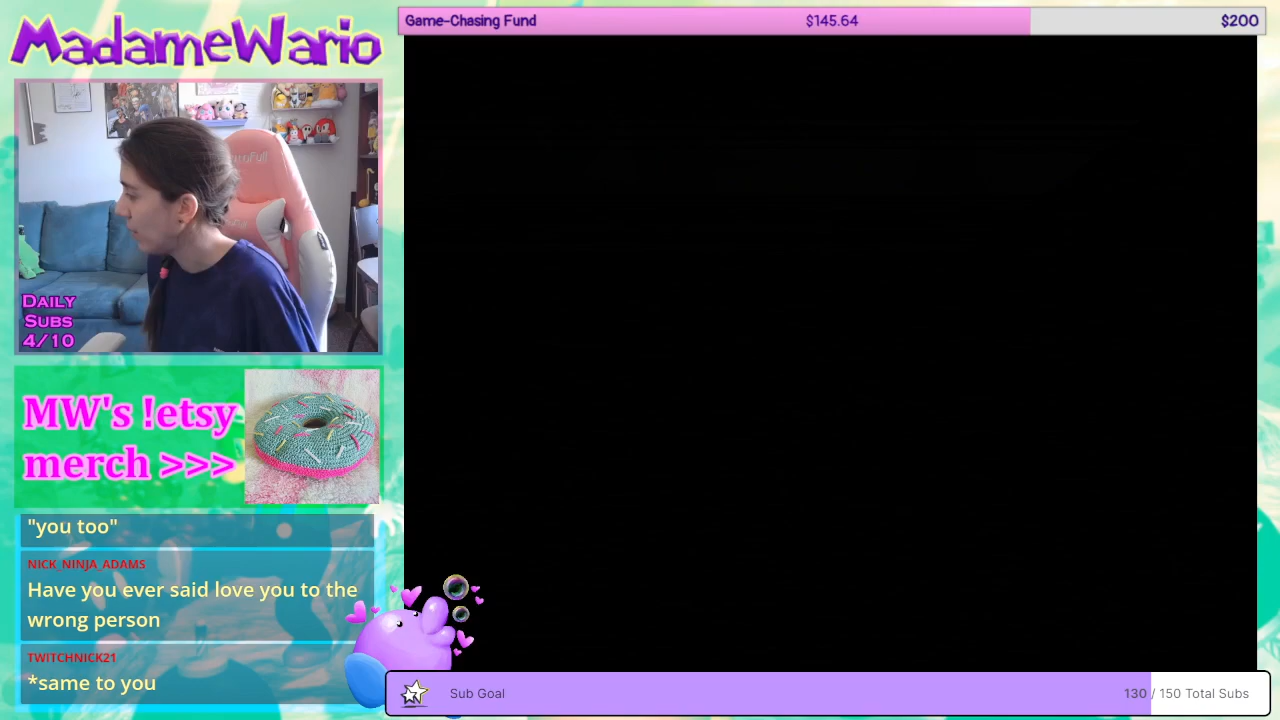 MadameWario
Game-Chasing Fund $145.64 $200
Daily
Subs
4/10
MW's !etsy
merch >>>
"you too"
NICK_NINJA_ADAMS
Have you ever said love you to the
wrong person
TWITCHNICK21
*same to you
Sub Goal 130 / 150 Total Subs